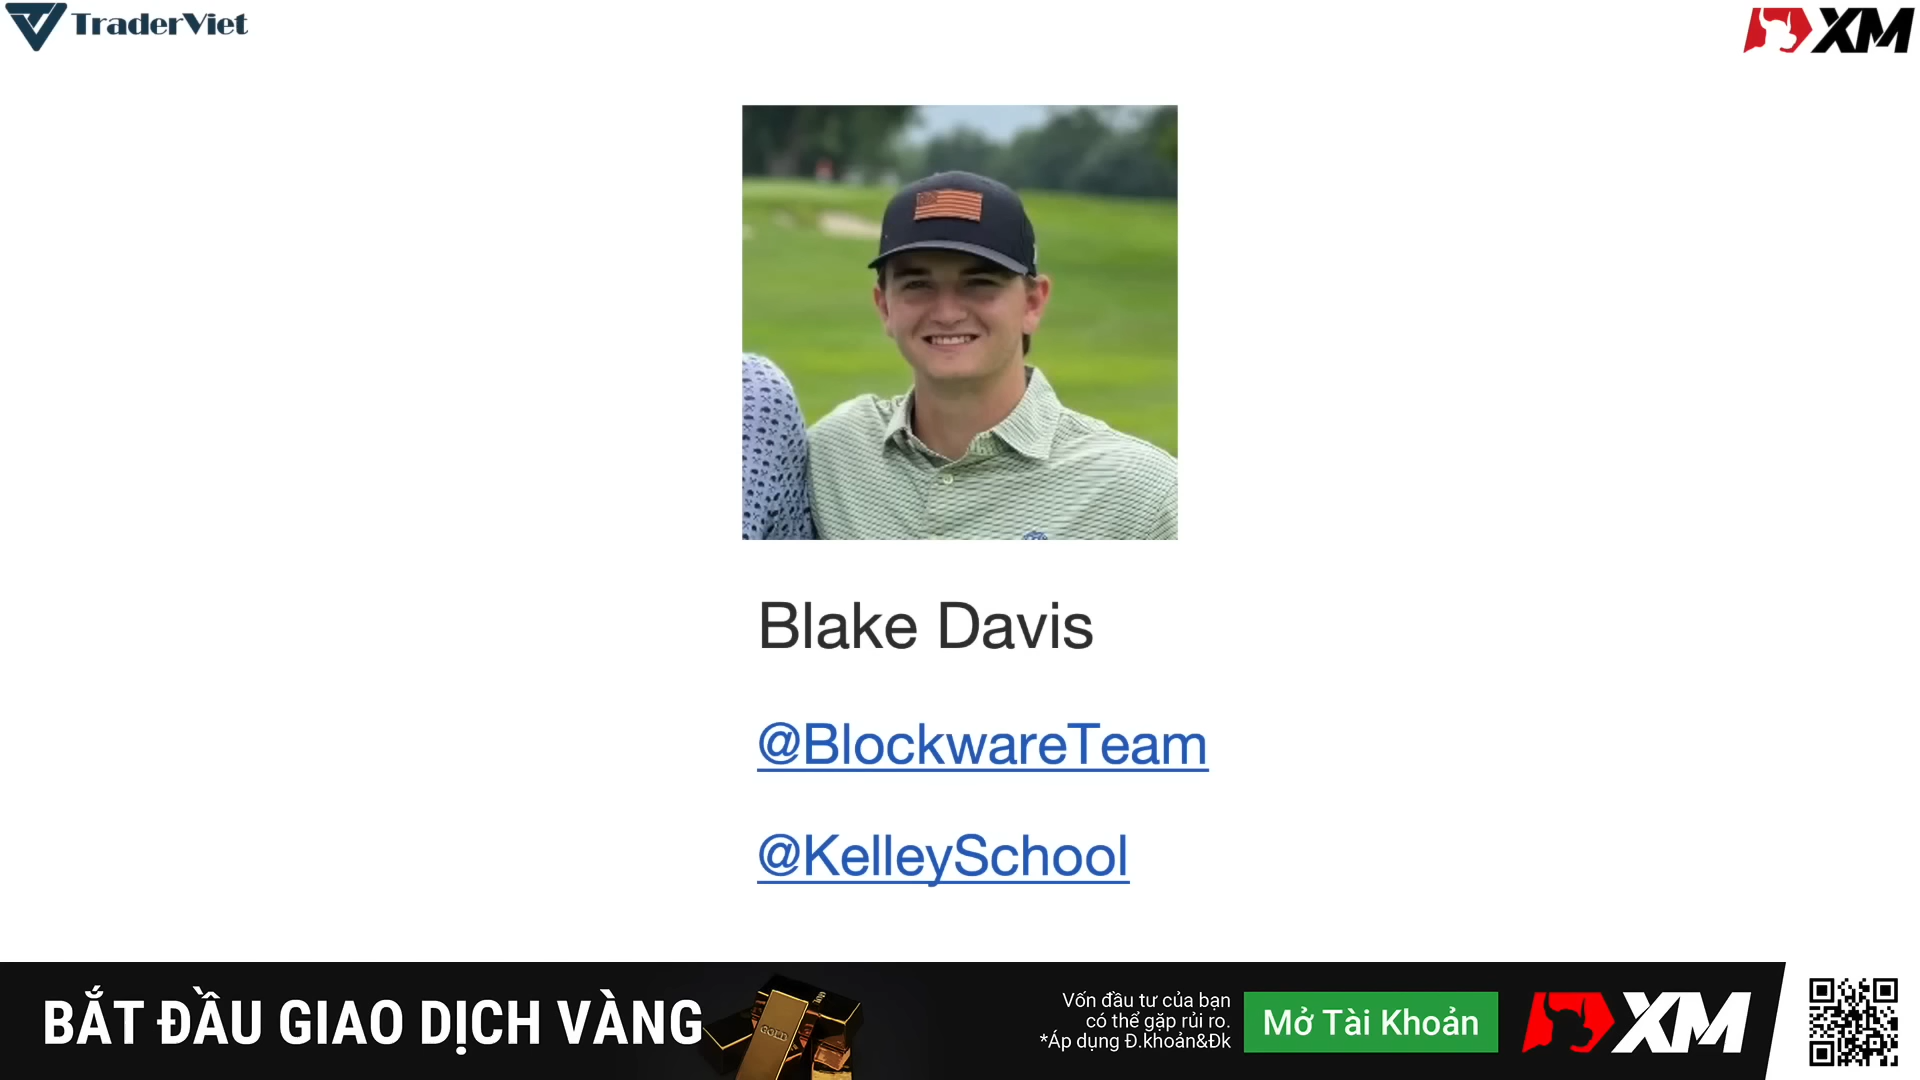 TraderViet
XM
Blake Davis
@BlockwareTeam
@KelleySchool
BẮT ĐẦU GIAO DỊCH VÀNG
GOLD
Vốn đầu tư của bạn
có thể gặp rủi ro.
*Áp dụng Đ.khoản&Đk
Mở Tài Khoản
XM